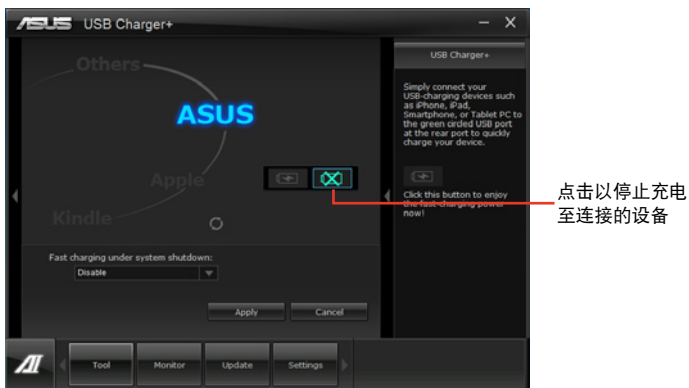 ASUS USB Charger+
Others
ASUS
Apple
Kindle
Fast charging under system shutdown:
Disable
Apply Cancel
USB Charger+
Simply connect your
USB-charging devices such
as iPhone, iPad,
Smartphone, or Tablet PC to
the green circled USB port
at the rear port to quickly
charge your device.
Click this button to enjoy
the fast-charging power
now!
点击以停止充电
至连接的设备
AI Tool Monitor Update Settings